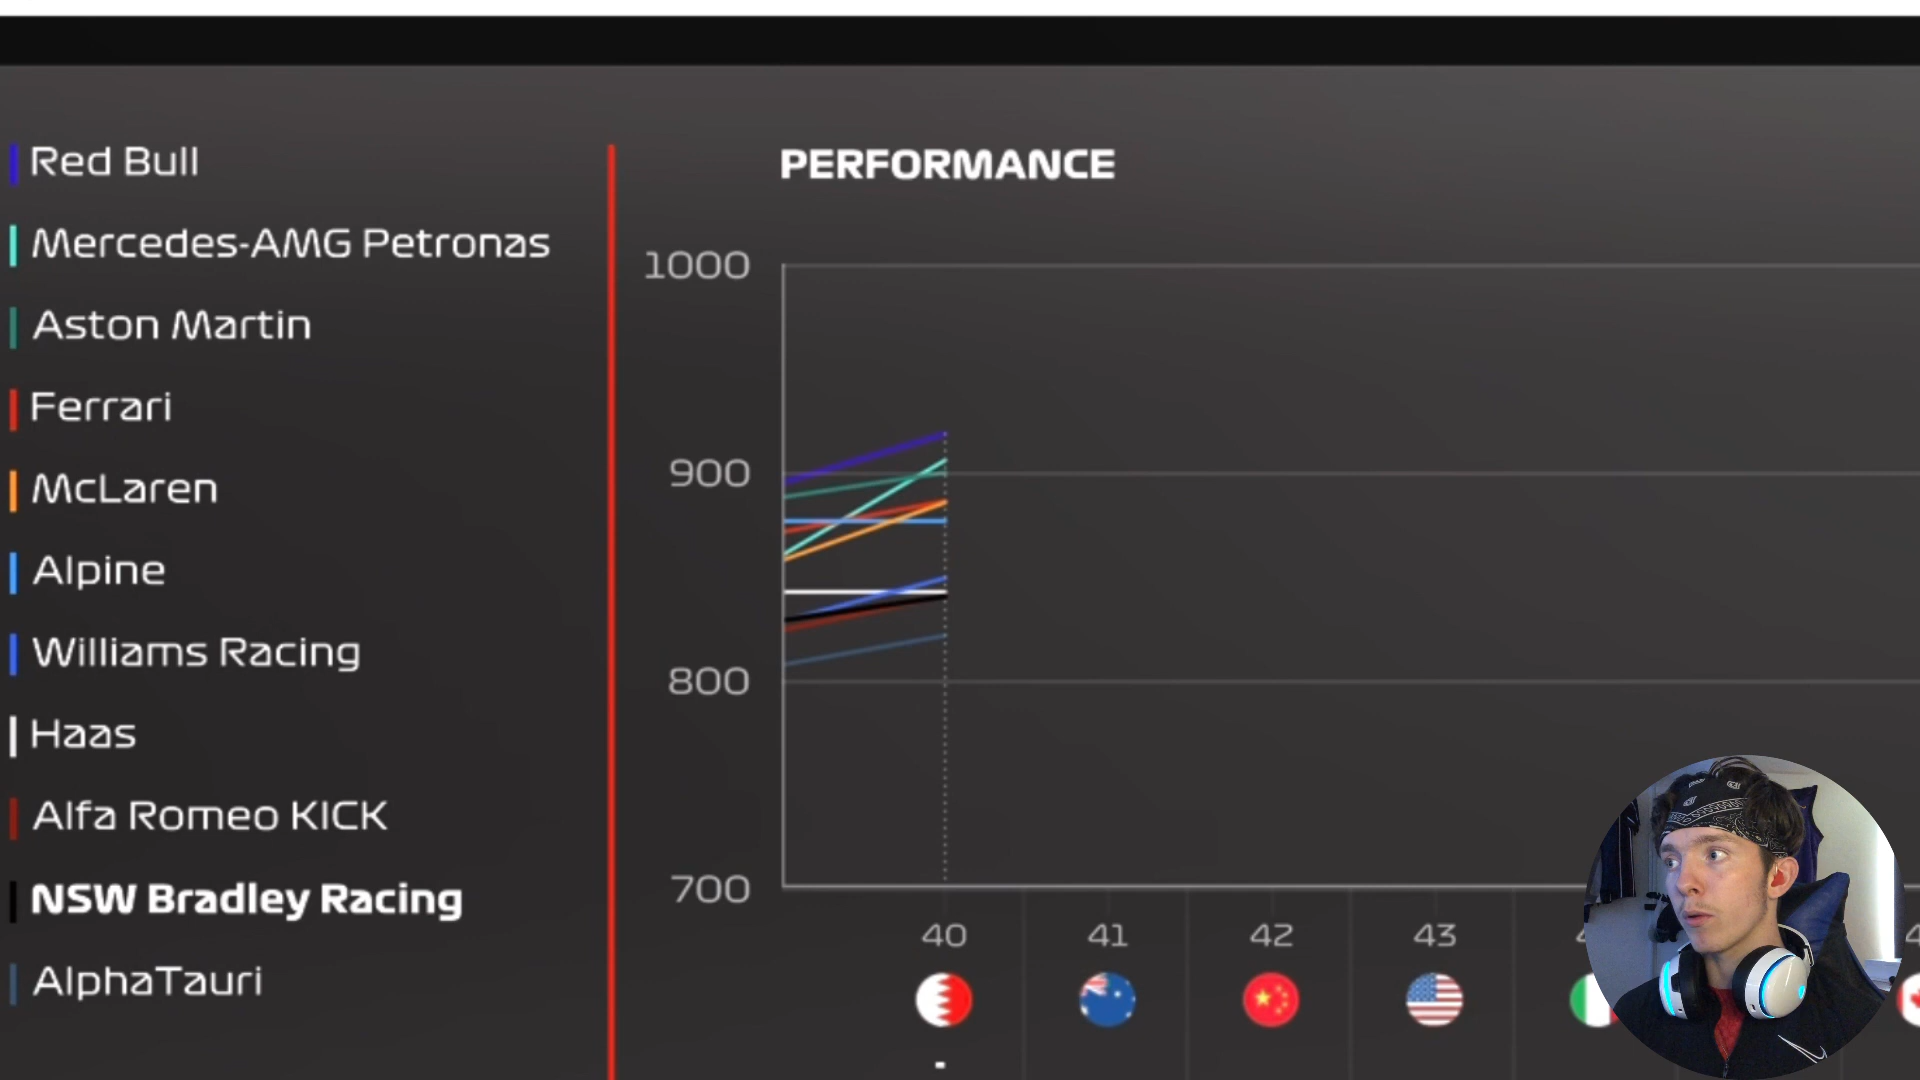 Red Bull
Mercedes-AMG Petronas
Aston Martin
Ferrari
McLaren
Alpine
Williams Racing
Haas
Alfa Romeo KICK
NSW Bradley Racing
AlphaTauri
PERFORMANCE
1000
900
800
700
40 41 42 43